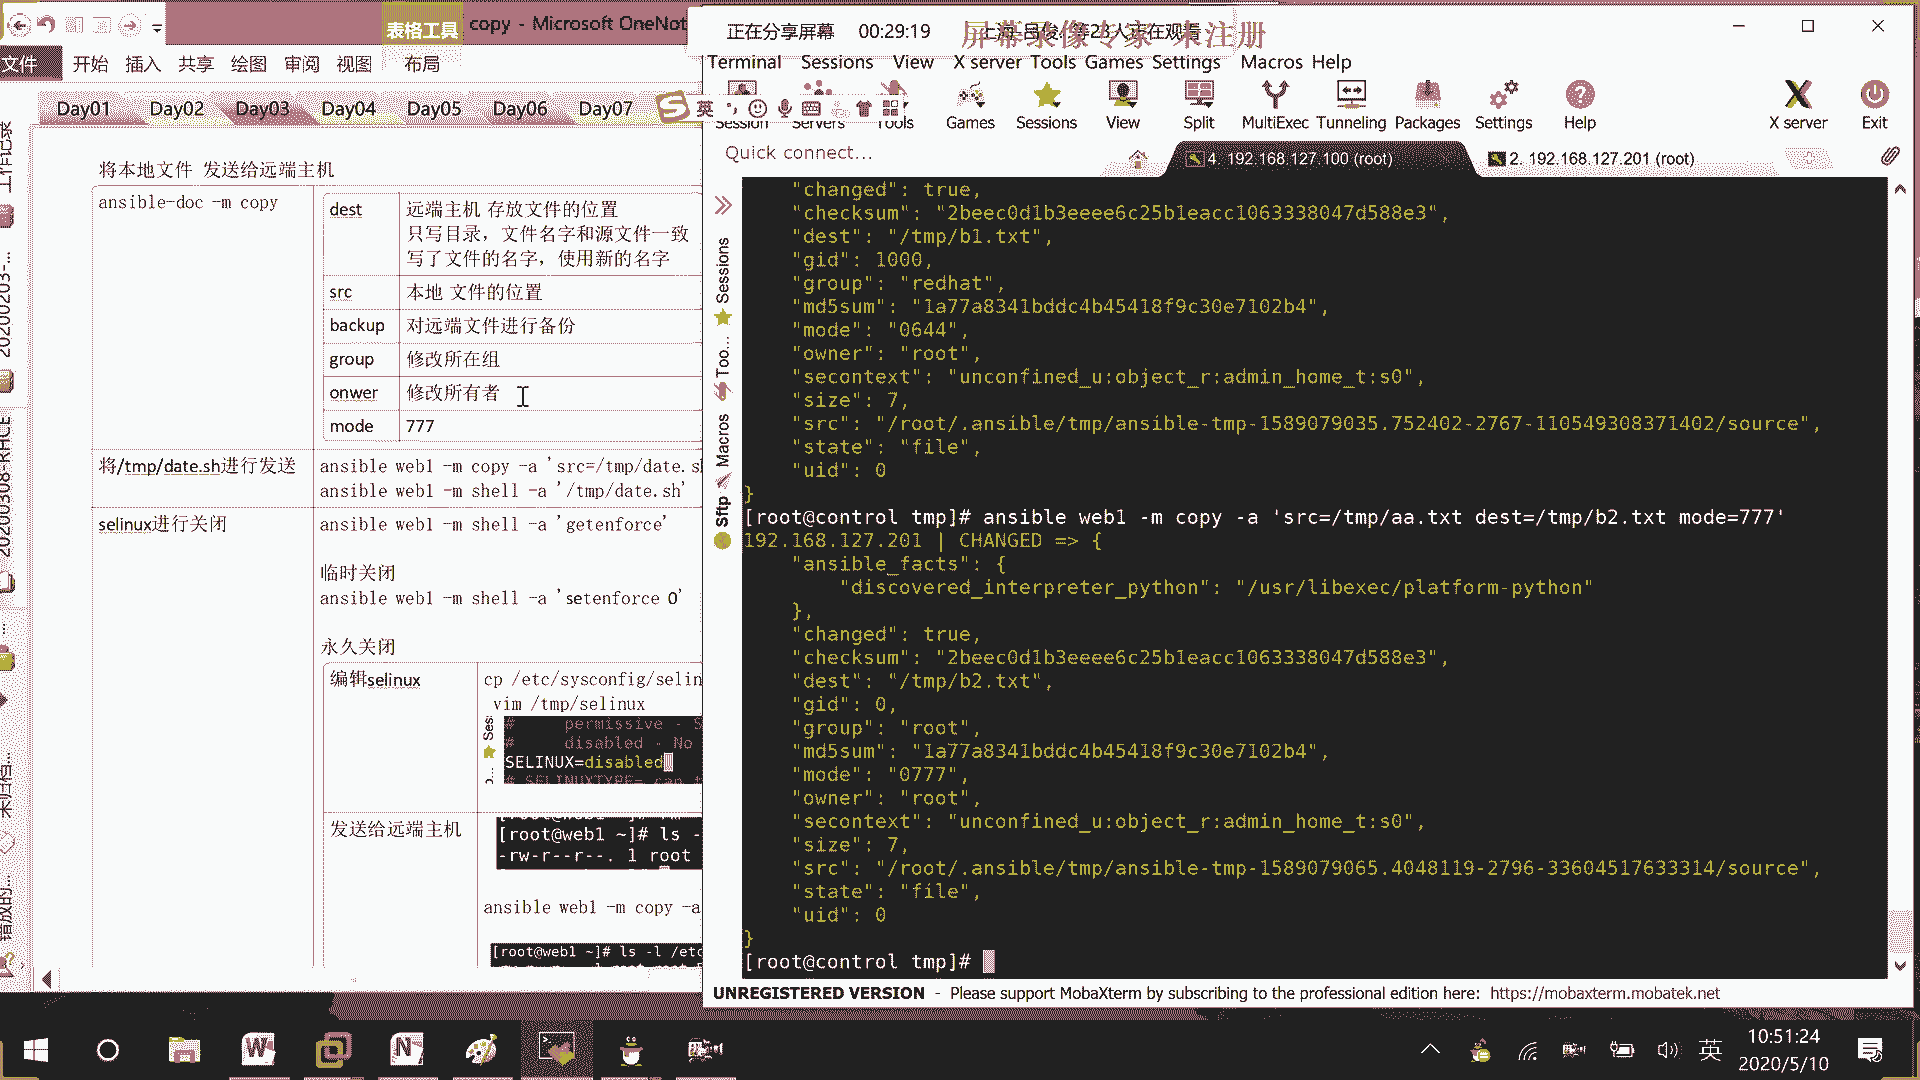 表格工具
copy - Microsoft OneNot
文件
开始
插入
共享
绘图
审阅
视图
布局
Day01
Day02
Day03
Day04
Day05
Day06
Day07
将本地文件 发送给远端主机
ansible-doc -m copy
dest
远端主机 存放文件的位置
只写目录，文件名字和源文件一致
写了文件的名字，使用新的名字
src
本地 文件的位置
backup
对远端文件进行备份
group
修改所在组
onwer
修改所有者
mode
777
将/tmp/date.sh进行发送
ansible web1 -m copy -a 'src=/tmp/date.sh
ansible web1 -m shell -a '/tmp/date.sh'
selinux进行关闭
ansible web1 -m shell -a 'getenforce'
临时关闭
ansible web1 -m shell -a 'setenforce 0'
永久关闭
编辑selinux
cp /etc/sysconfig/selin
vim /tmp/selinux
# permissive - S
# disabled - No
SELINUX=disabled
发送给远端主机
[root@web1 ~]# ls -
-rw-r--r--. 1 root
ansible web1 -m copy -a
[root@web1 ~]# ls -l /etc
正在分享屏幕
00:29:19
屏幕录像专家 未注册
Terminal
Sessions
View
X server
Tools
Games
Settings
Macros
Help
英
Session
Servers
Tools
Games
Sessions
View
Split
MultiExec
Tunneling
Packages
Settings
Help
X server
Exit
Quick connect...
4. 192.168.127.100 (root)
2. 192.168.127.201 (root)
Sessions
Too...
Macros
Sftp
"changed": true,
"checksum": "2beec0d1b3eeee6c25b1eacc1063338047d588e3",
"dest": "/tmp/b1.txt",
"gid": 1000,
"group": "redhat",
"md5sum": "1a77a8341bddc4b45418f9c30e7102b4",
"mode": "0644",
"owner": "root",
"secontext": "unconfined_u:object_r:admin_home_t:s0",
"size": 7,
"src": "/root/.ansible/tmp/ansible-tmp-1589079035.752402-2767-110549308371402/source",
"state": "file",
"uid": 0
}
[root@control tmp]# ansible web1 -m copy -a 'src=/tmp/aa.txt dest=/tmp/b2.txt mode=777'
192.168.127.201 | CHANGED => {
"ansible_facts": {
"discovered_interpreter_python": "/usr/libexec/platform-python"
},
"changed": true,
"checksum": "2beec0d1b3eeee6c25b1eacc1063338047d588e3",
"dest": "/tmp/b2.txt",
"gid": 0,
"group": "root",
"md5sum": "1a77a8341bddc4b45418f9c30e7102b4",
"mode": "0777",
"owner": "root",
"secontext": "unconfined_u:object_r:admin_home_t:s0",
"size": 7,
"src": "/root/.ansible/tmp/ansible-tmp-1589079065.4048119-2796-33604517633314/source",
"state": "file",
"uid": 0
}
[root@control tmp]#
UNREGISTERED VERSION - Please support MobaXterm by subscribing to the professional edition here: https://mobaxterm.mobatek.net
英
10:51:24
2020/5/10